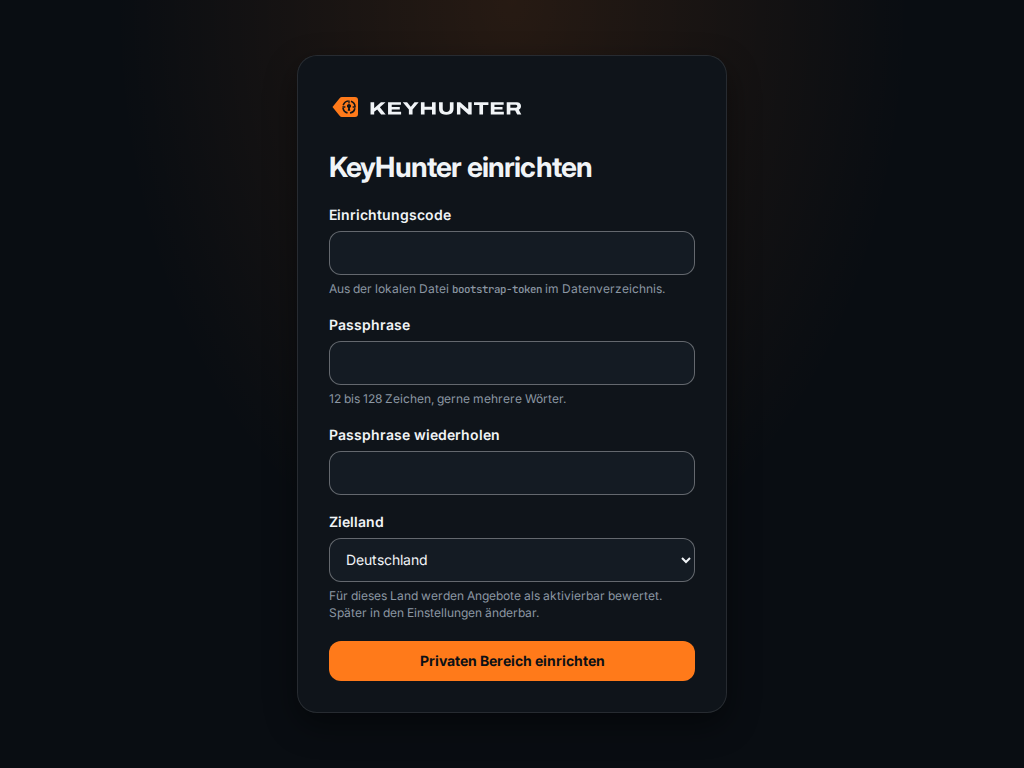 KEYHUNTER
KeyHunter einrichten
Einrichtungscode
Aus der lokalen Datei bootstrap-token im Datenverzeichnis.
Passphrase
12 bis 128 Zeichen, gerne mehrere Wörter.
Passphrase wiederholen
Zielland
Deutschland
Für dieses Land werden Angebote als aktivierbar bewertet.
Später in den Einstellungen änderbar.
Privaten Bereich einrichten